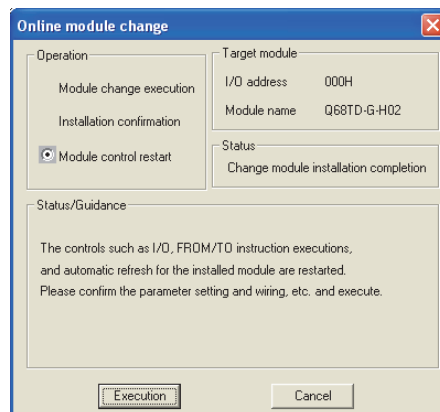 Online module change
Operation
Module change execution
Installation confirmation
Module control restart
Target module
I/O address 000H
Module name Q68TD-G-H02
Status
Change module installation completion
Status/Guidance
The controls such as I/O, FROM/TO instruction executions,
and automatic refresh for the installed module are restarted.
Please confirm the parameter setting and wiring, etc. and execute.
Execution Cancel